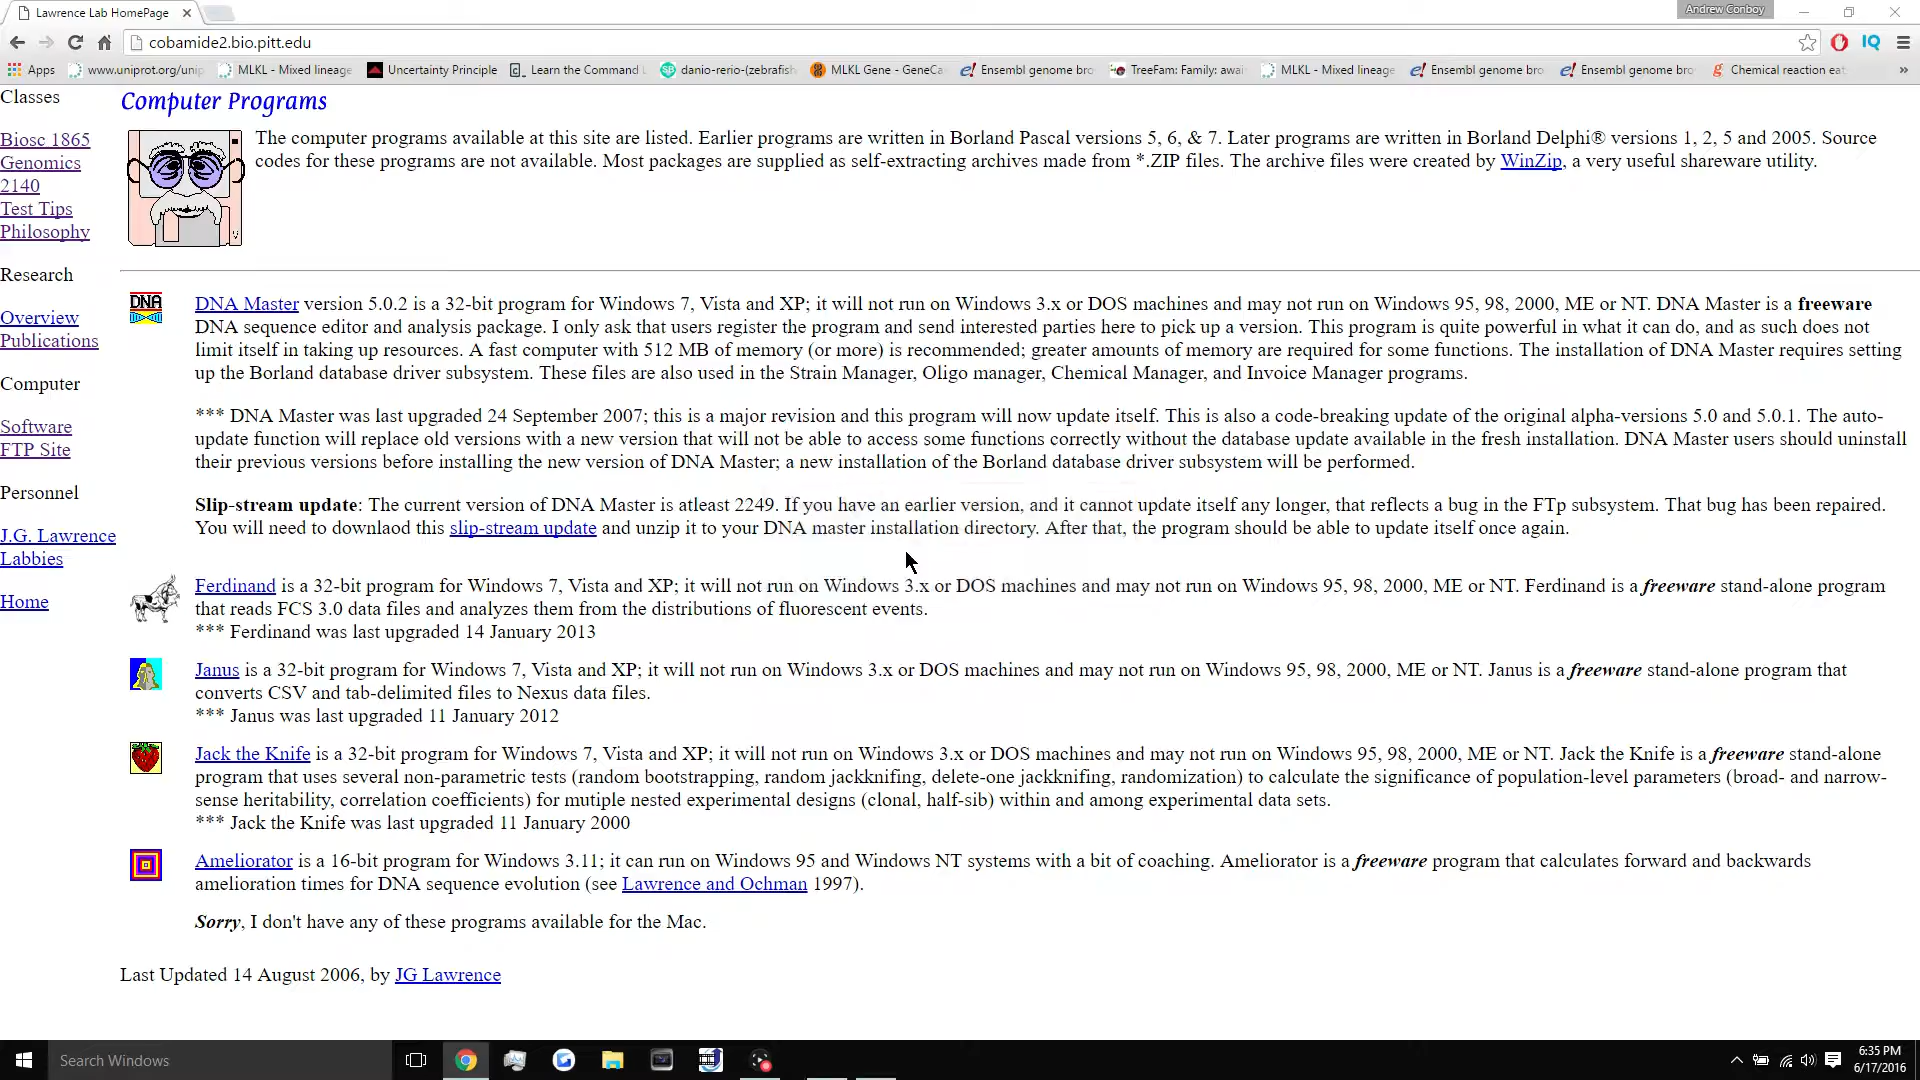 Lawrence Lab HomePage
Andrew Conboy
cobamide2.bio.pitt.edu
Apps
www.uniprot.org/unip
MLKL - Mixed lineage
Uncertainty Principle
Learn the Command
danio-rerio-(zebrafish
MLKL Gene - GeneCa
Ensembl genome bro
TreeFam: Family: awai
MLKL - Mixed lineage
Ensembl genome bro
Ensembl genome bro
Chemical reaction eat
Classes
Biosc 1865
Genomics
2140
Test Tips
Philosophy
Research
Overview
Publications
Computer
Software
FTP Site
Personnel
J.G. Lawrence
Labbies
Home
Computer Programs
The computer programs available at this site are listed. Earlier programs are written in Borland Pascal versions 5, 6, & 7. Later programs are written in Borland Delphi® versions 1, 2, 5 and 2005. Source
codes for these programs are not available. Most packages are supplied as self-extracting archives made from *.ZIP files. The archive files were created by WinZip, a very useful shareware utility.
DNA
DNA Master version 5.0.2 is a 32-bit program for Windows 7, Vista and XP; it will not run on Windows 3.x or DOS machines and may not run on Windows 95, 98, 2000, ME or NT. DNA Master is a freeware
DNA sequence editor and analysis package. I only ask that users register the program and send interested parties here to pick up a version. This program is quite powerful in what it can do, and as such does not
limit itself in taking up resources. A fast computer with 512 MB of memory (or more) is recommended; greater amounts of memory are required for some functions. The installation of DNA Master requires setting
up the Borland database driver subsystem. These files are also used in the Strain Manager, Oligo manager, Chemical Manager, and Invoice Manager programs.
*** DNA Master was last upgraded 24 September 2007; this is a major revision and this program will now update itself. This is also a code-breaking update of the original alpha-versions 5.0 and 5.0.1. The auto-
update function will replace old versions with a new version that will not be able to access some functions correctly without the database update available in the fresh installation. DNA Master users should uninstall
their previous versions before installing the new version of DNA Master; a new installation of the Borland database driver subsystem will be performed.
Slip-stream update: The current version of DNA Master is atleast 2249. If you have an earlier version, and it cannot update itself any longer, that reflects a bug in the FTp subsystem. That bug has been repaired.
You will need to downlaod this slip-stream update and unzip it to your DNA master installation directory. After that, the program should be able to update itself once again.
Ferdinand is a 32-bit program for Windows 7, Vista and XP; it will not run on Windows 3.x or DOS machines and may not run on Windows 95, 98, 2000, ME or NT. Ferdinand is a freeware stand-alone program
that reads FCS 3.0 data files and analyzes them from the distributions of fluorescent events.
*** Ferdinand was last upgraded 14 January 2013
Janus is a 32-bit program for Windows 7, Vista and XP; it will not run on Windows 3.x or DOS machines and may not run on Windows 95, 98, 2000, ME or NT. Janus is a freeware stand-alone program that
converts CSV and tab-delimited files to Nexus data files.
*** Janus was last upgraded 11 January 2012
Jack the Knife is a 32-bit program for Windows 7, Vista and XP; it will not run on Windows 3.x or DOS machines and may not run on Windows 95, 98, 2000, ME or NT. Jack the Knife is a freeware stand-alone
program that uses several non-parametric tests (random bootstrapping, random jackknifing, delete-one jackknifing, randomization) to calculate the significance of population-level parameters (broad- and narrow-
sense heritability, correlation coefficients) for mutiple nested experimental designs (clonal, half-sib) within and among experimental data sets.
*** Jack the Knife was last upgraded 11 January 2000
Ameliorator is a 16-bit program for Windows 3.11; it can run on Windows 95 and Windows NT systems with a bit of coaching. Ameliorator is a freeware program that calculates forward and backwards
amelioration times for DNA sequence evolution (see Lawrence and Ochman 1997).
Sorry, I don't have any of these programs available for the Mac.
Last Updated 14 August 2006, by JG Lawrence
Search Windows
6:35 PM
6/17/2016